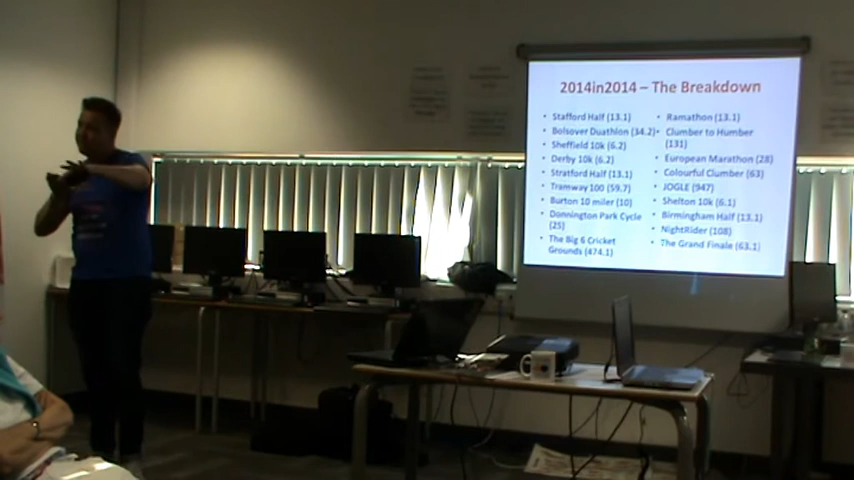 2014in2014 – The Breakdown
• Stafford Half (13.1)
• Bolsover Duathlon (34.2)
• Sheffield 10k (6.2)
• Derby 10k (6.2)
• Stratford Half (13.1)
• Tramway 100 (59.7)
• Burton 10 miler (10)
• Donnington Park Cycle
(25)
• The Big 6 Cricket
Grounds (474.1)
• Ramathon (13.1)
• Clumber to Humber
(131)
• European Marathon (28)
• Colourful Clumber (63)
• JOGLE (947)
• Shelton 10k (6.1)
• Birmingham Half (13.1)
• NightRider (108)
• The Grand Finale (63.1)